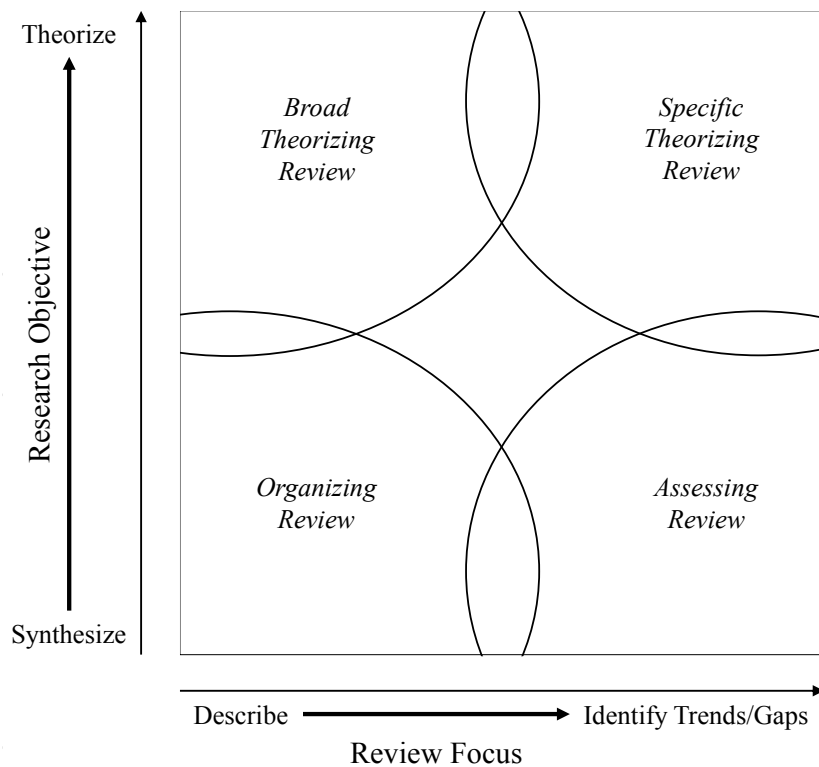 Theorize
Broad
Theorizing
Review
Specific
Theorizing
Review
Research Objective
Organizing
Review
Assessing
Review
Synthesize
Describe
Identify Trends/Gaps
Review Focus